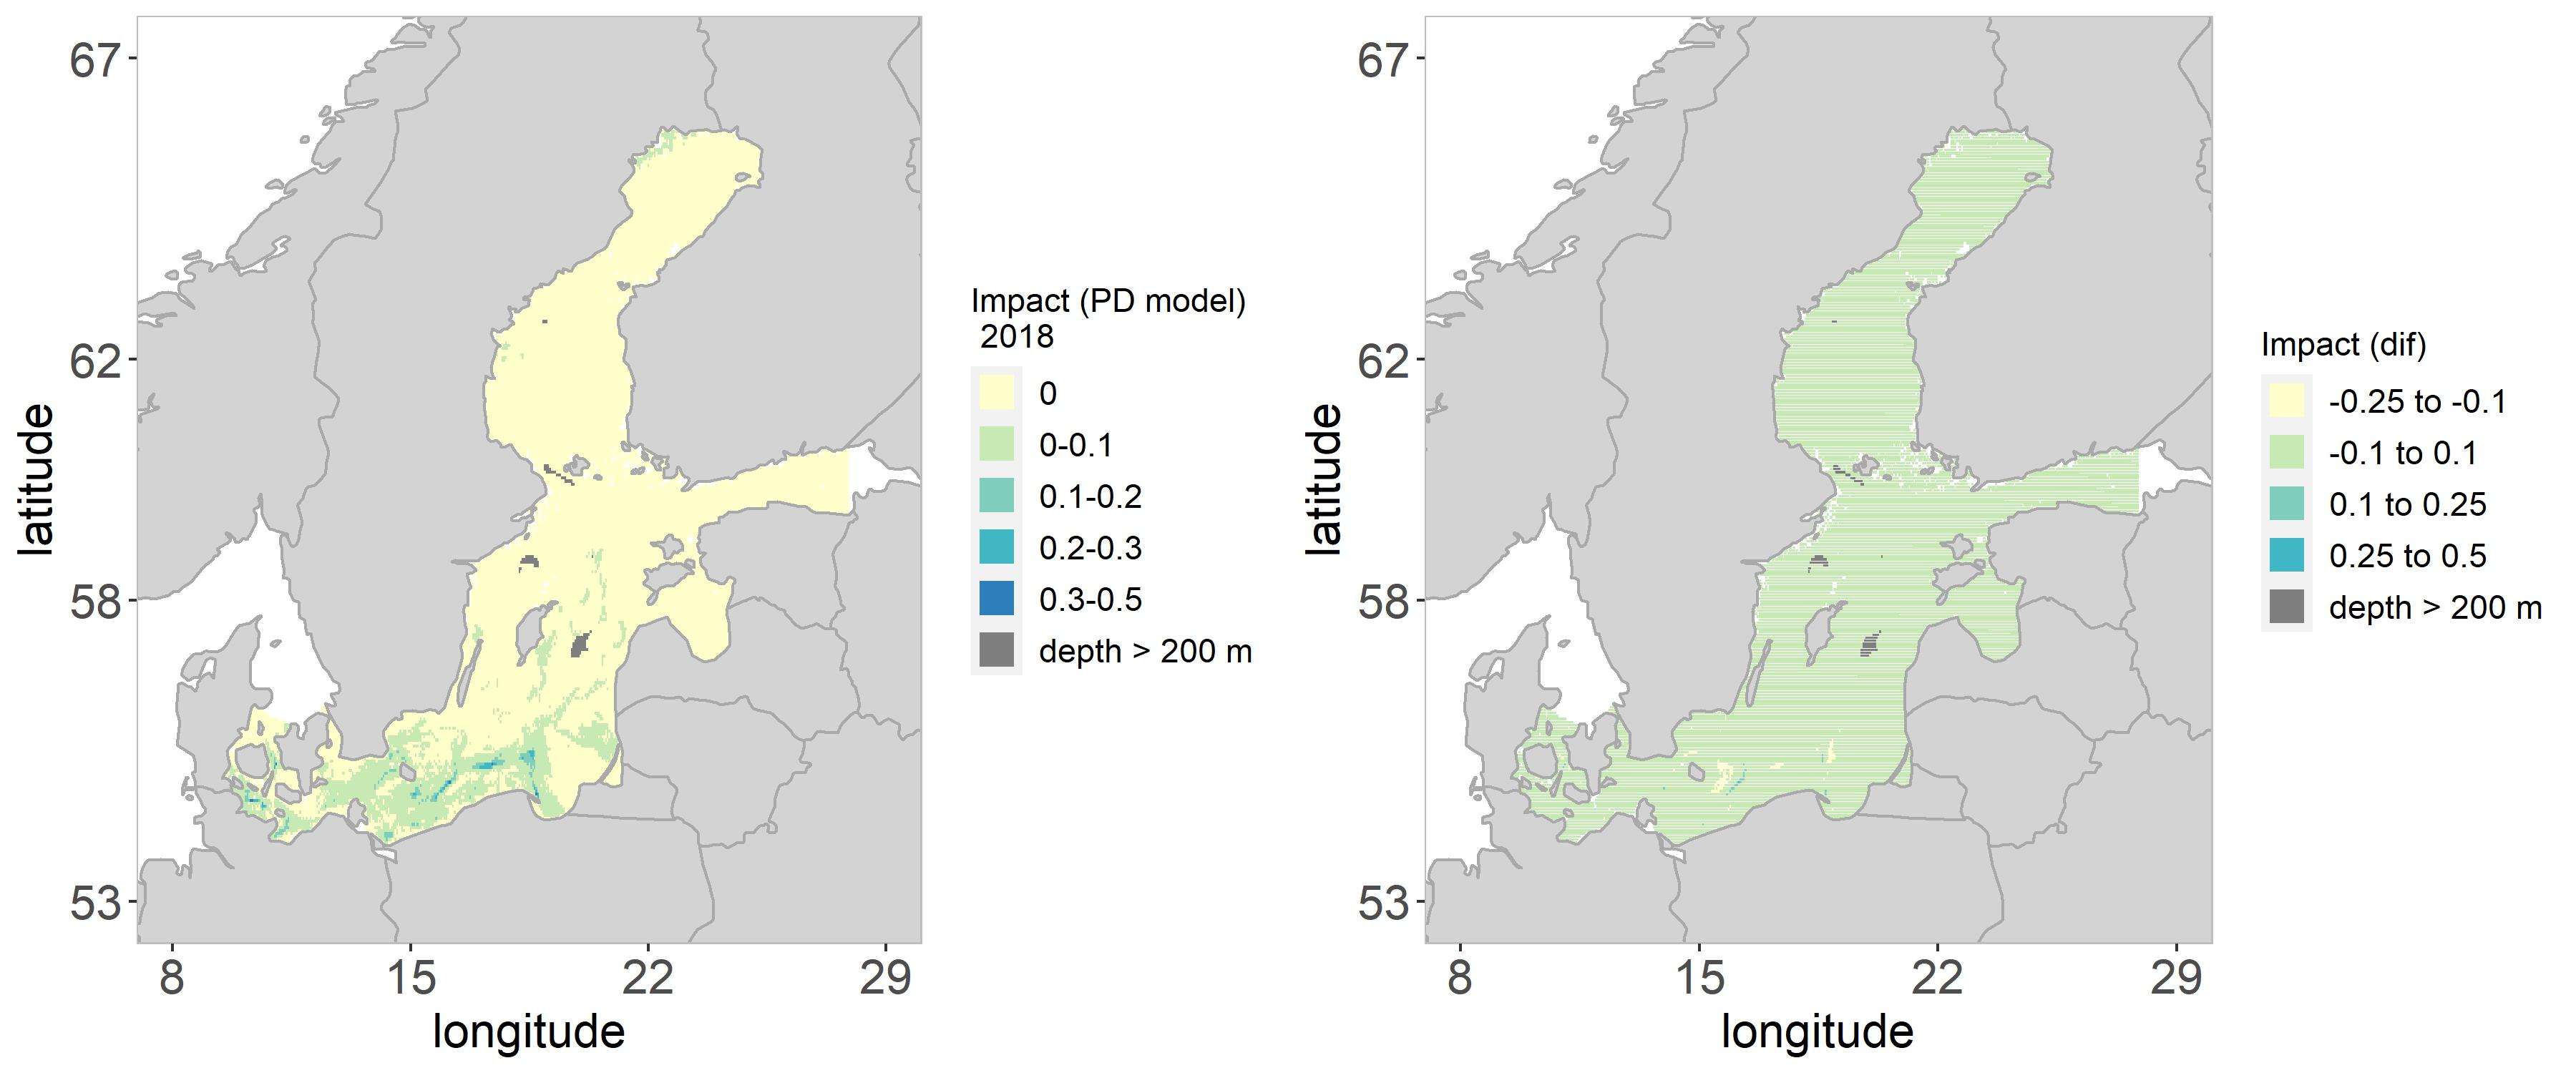 67
62
58
53
latitude
8 15 22 29
longitude
Impact (PD model)
2018
0
0-0.1
0.1-0.2
0.2-0.3
0.3-0.5
depth > 200 m
67
62
58
53
latitude
8 15 22 29
longitude
Impact (dif)
-0.25 to -0.1
-0.1 to 0.1
0.1 to 0.25
0.25 to 0.5
depth > 200 m